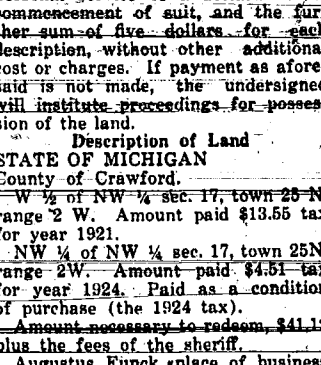 commencement of suit, and the fur
ther sum of five dollars for each
description, without other additiona
cost or charges. If payment as afore
said is not made, the undersigned
will institute proceedings for posses
sion of the land.
Description of Land
STATE OF MICHIGAN
County of Crawford.
W ½ of NW ¼ sec. 17, town 25 N
range 2 W. Amount paid $13.55 tax
for year 1921.
NW ¼ of NW ¼ sec. 17, town 25N
range 2W. Amount paid $4.51 tax
for year 1924. Paid as a condition
of purchase (the 1924 tax).
Amount necessary to redeem, $41.12
plus the fees of the sheriff.
Augustus Funck, place of business